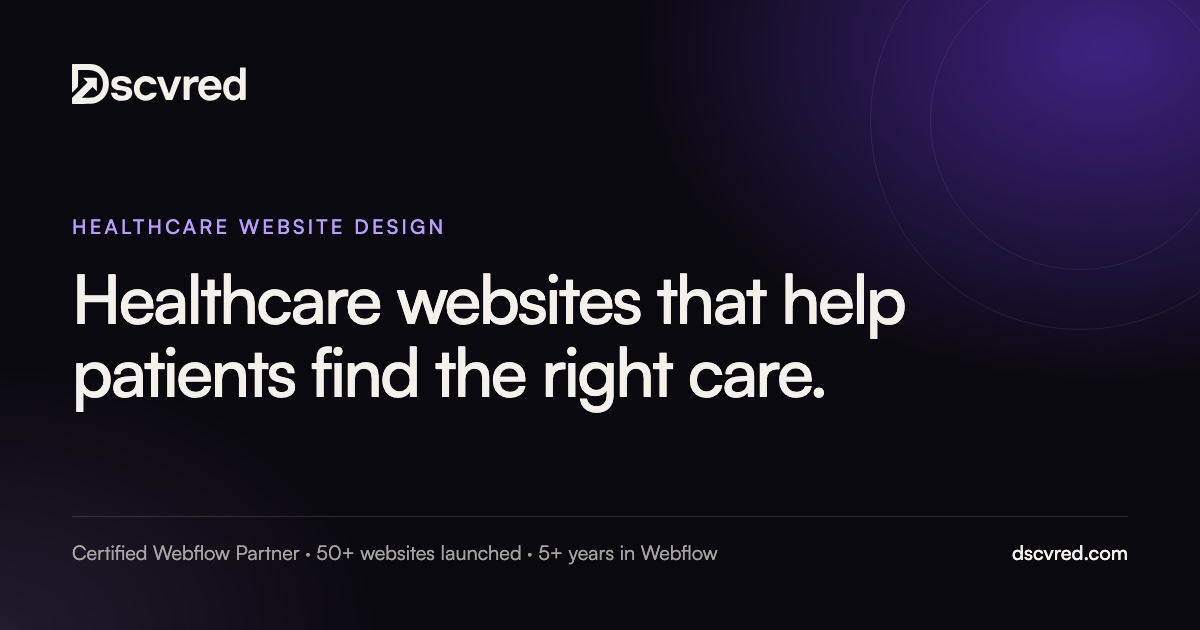 Dscvred
HEALTHCARE WEBSITE DESIGN
Healthcare websites that help
patients find the right care.
Certified Webflow Partner · 50+ websites launched · 5+ years in Webflow
dscvred.com